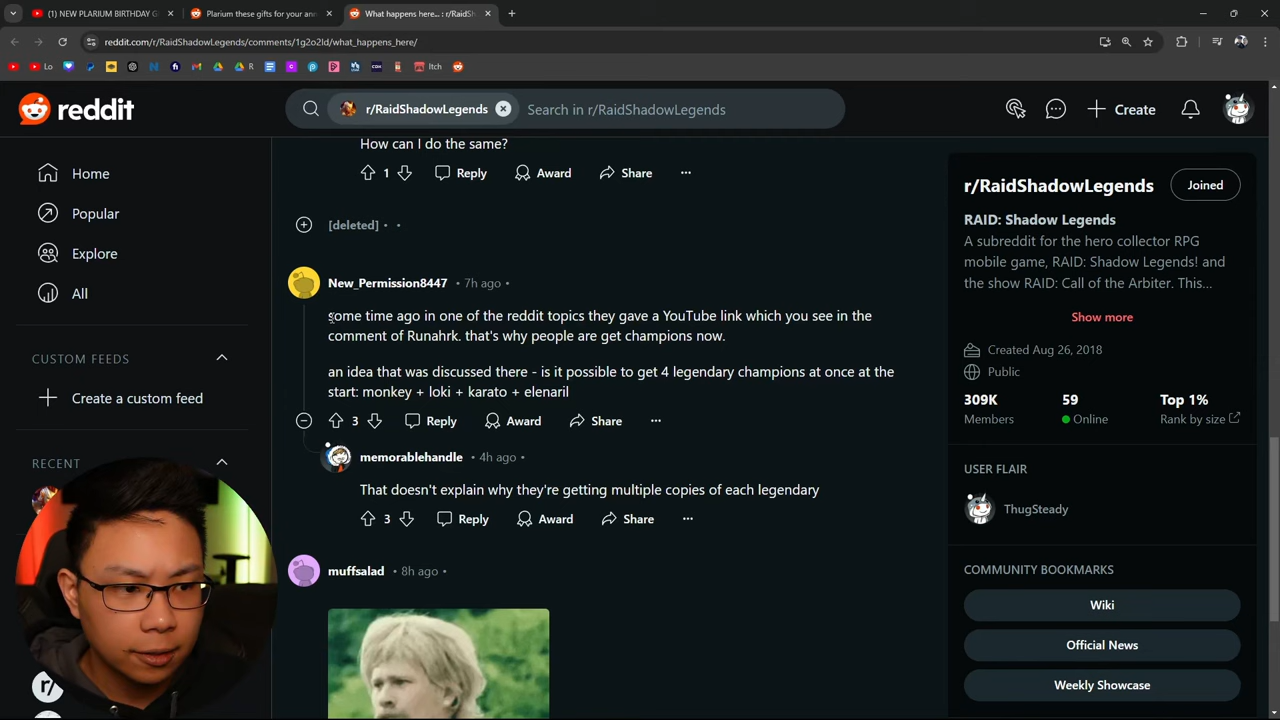 (1) NEW PLARIUM BIRTHDAY G
Plarium these gifts for your ann
What happens here... : r/RaidSh
reddit.com/r/RaidShadowLegends/comments/1g2o2ld/what_happens_here/
Lo
R
Itch
reddit
r/RaidShadowLegends
Search in r/RaidShadowLegends
Create
Home
Popular
Explore
All
CUSTOM FEEDS
Create a custom feed
RECENT
r/
How can I do the same?
1
Reply
Award
Share
[deleted] • •
New_Permission8447 • 7h ago •
some time ago in one of the reddit topics they gave a YouTube link which you see in the
comment of Runahrk. that's why people are get champions now.
an idea that was discussed there - is it possible to get 4 legendary champions at once at the
start: monkey + loki + karato + elenaril
3
Reply
Award
Share
memorablehandle • 4h ago •
That doesn't explain why they're getting multiple copies of each legendary
3
Reply
Award
Share
muffsalad • 8h ago •
r/RaidShadowLegends
Joined
RAID: Shadow Legends
A subreddit for the hero collector RPG
mobile game, RAID: Shadow Legends! and
the show RAID: Call of the Arbiter. This...
Show more
Created Aug 26, 2018
Public
309K
Members
59
Online
Top 1%
Rank by size
USER FLAIR
ThugSteady
COMMUNITY BOOKMARKS
Wiki
Official News
Weekly Showcase